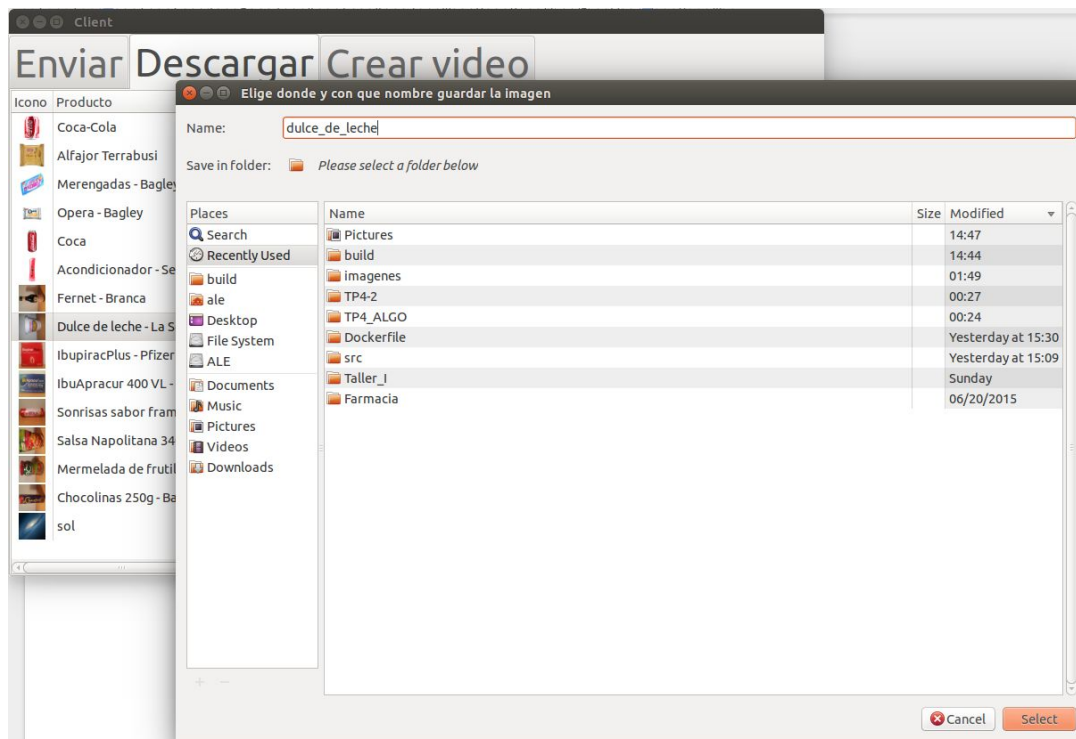 Client
Enviar Descargar Crear video
Icono Producto
Coca-Cola
Alfajor Terrabusi
Merengadas - Bagley
Opera - Bagley
Coca
Acondicionador - Se
Fernet - Branca
Dulce de leche - La S
IbupiracPlus - Pfizer
IbuApracur 400 VL -
Sonrisas sabor fram
Salsa Napolitana 34
Mermelada de frutil
Chocolinas 250g - Ba
sol
Elige donde y con que nombre guardar la imagen
Name: dulce_de_leche
Save in folder: Please select a folder below
Places
Search
Recently Used
build
ale
Desktop
File System
ALE
Documents
Music
Pictures
Videos
Downloads
Name Size Modified
Pictures 14:47
build 14:44
imagenes 01:49
TP4-2 00:27
TP4_ALGO 00:24
Dockerfile Yesterday at 15:30
src Yesterday at 15:09
Taller_I Sunday
Farmacia 06/20/2015
Cancel Select